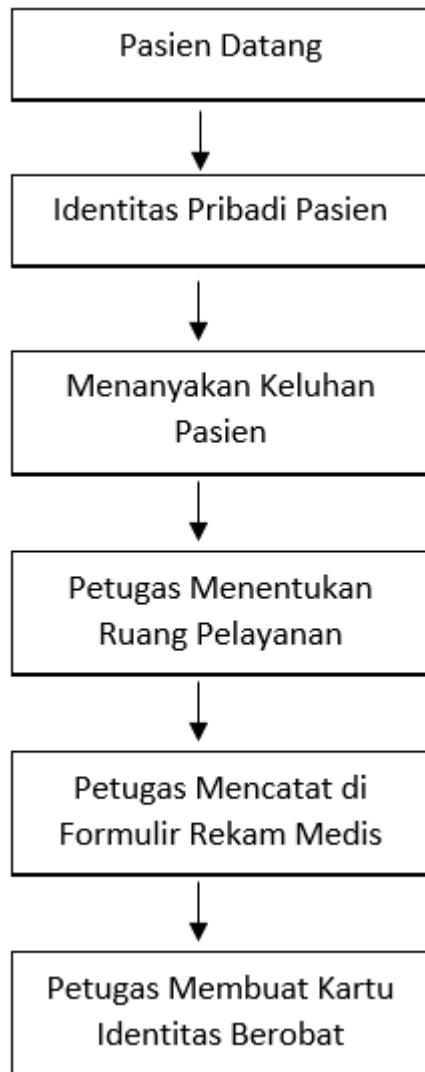 Pasien Datang
Identitas Pribadi Pasien
Menanyakan Keluhan
Pasien
Petugas Menentukan
Ruang Pelayanan
Petugas Mencatat di
Formulir Rekam Medis
Petugas Membuat Kartu
Identitas Berobat